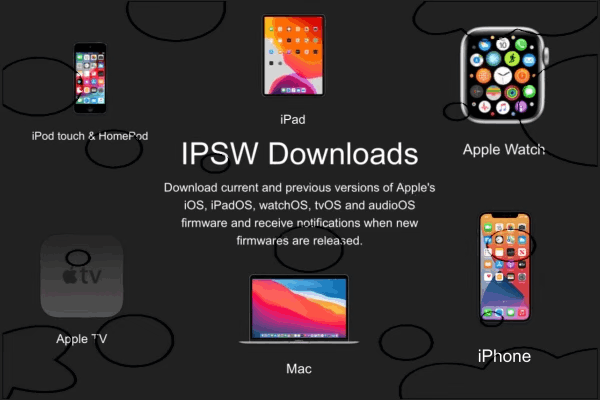 iPad
iPod touch & HomePod
IPSW Downloads
Apple Watch
Download current and previous versions of Apple's
iOS, iPadOS, watchOS, tvOS and audioOS
firmware and receive notifications when new
firmwares are released.
tv
Apple TV
Mac
iPhone